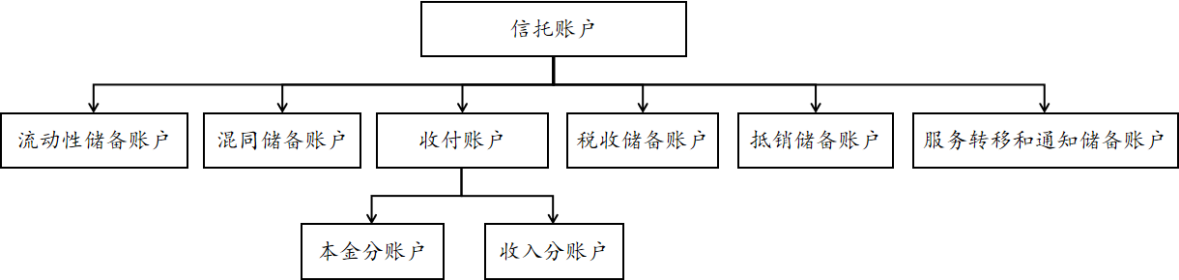 信托账户
流动性储备账户
混同储备账户
收付账户
税收储备账户
抵销储备账户
服务转移和通知储备账户
本金分账户
收入分账户